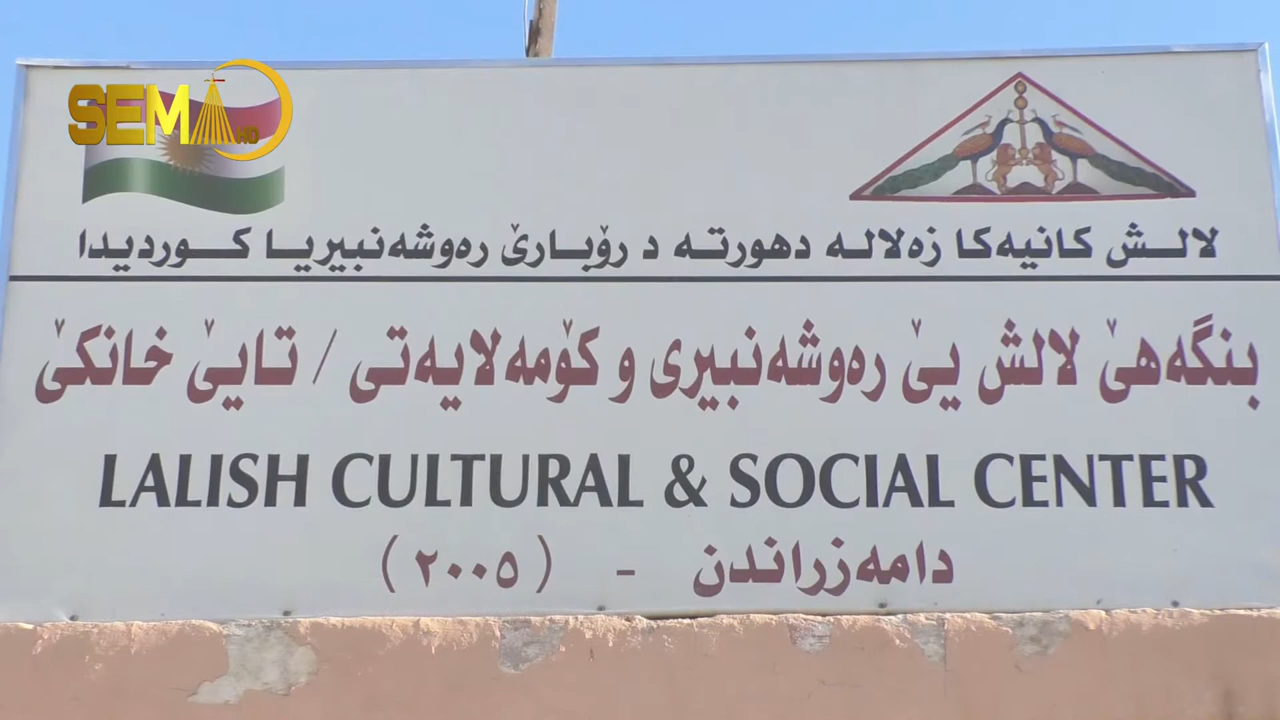 SEMA HD
لالش کانیەکا زەلالە دهورتە د رۆبارێ رەوشەنبیریا کوردیدا
بنگەهێ لالش یێ رەوشەنبیری و کۆمەلایەتی / تایێ خانکێ
LALISH CULTURAL & SOCIAL CENTER
دامەزراندن - (٢٠٠٥)